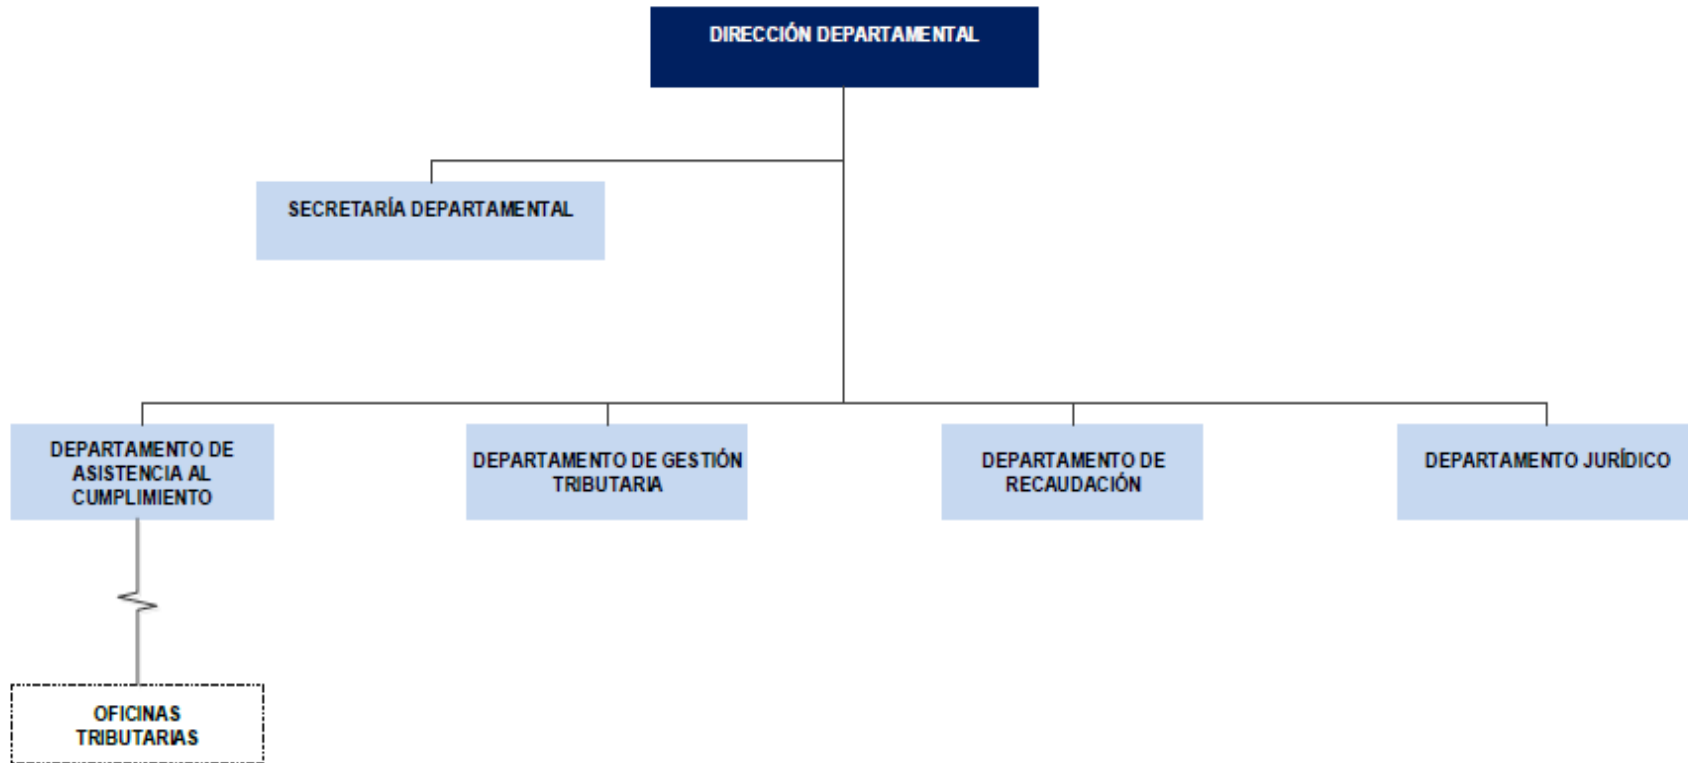 DIRECCIÓN DEPARTAMENTAL
SECRETARÍA DEPARTAMENTAL
DEPARTAMENTO DE
ASISTENCIA AL
CUMPLIMIENTO
DEPARTAMENTO DE GESTIÓN
TRIBUTARIA
DEPARTAMENTO DE
RECAUDACIÓN
DEPARTAMENTO JURÍDICO
OFICINAS
TRIBUTARIAS